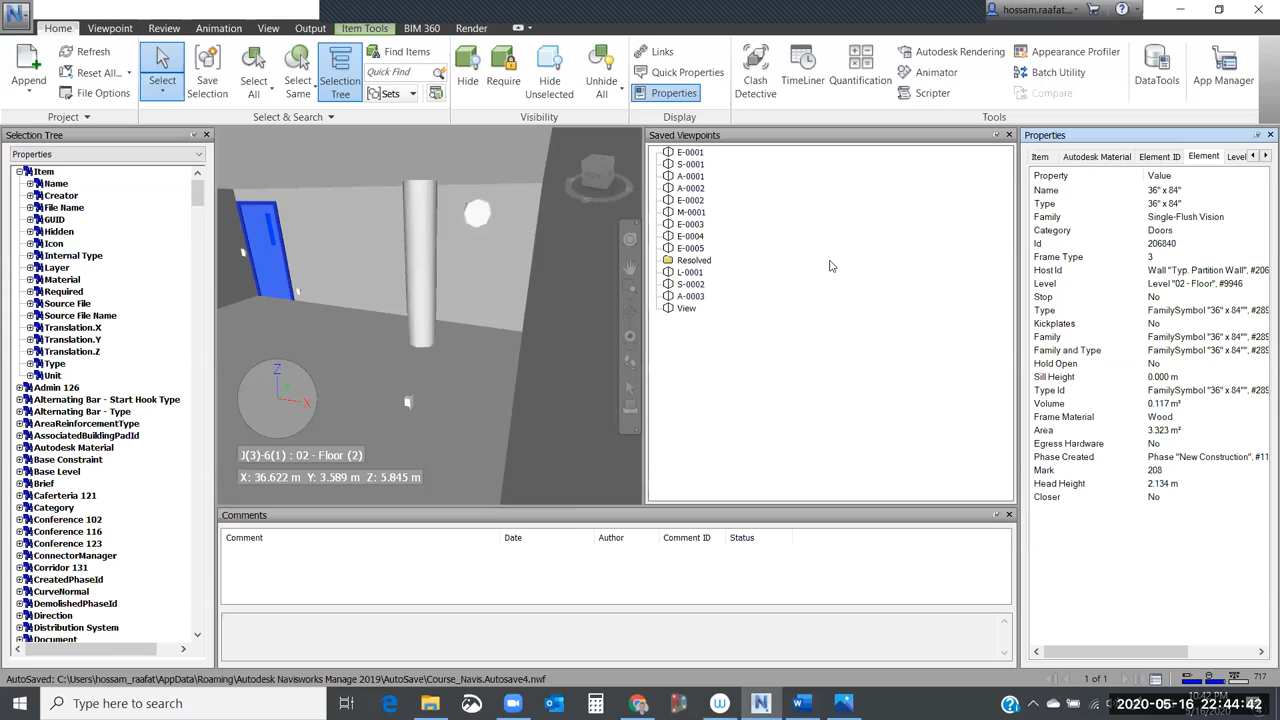 hossam.raafat...
Home Viewpoint Review Animation View Output Item Tools BIM 360 Render
Append
Refresh
Reset All...
File Options
Project
Select
Save Selection
Select All
Select Same
Selection Tree
Find Items
Quick Find
Sets
Select & Search
Hide
Require
Hide Unselected
Unhide All
Visibility
Links
Quick Properties
Properties
Display
Clash Detective
TimeLiner
Quantification
Autodesk Rendering
Animator
Scripter
Appearance Profiler
Batch Utility
Compare
Tools
DataTools
App Manager
Selection Tree
Properties
Item
Name
Creator
File Name
GUID
Hidden
Icon
Internal Type
Layer
Material
Required
Source File
Source File Name
Translation.X
Translation.Y
Translation.Z
Type
Unit
Admin 126
Alternating Bar - Start Hook Type
Alternating Bar - Type
AreaReinforcementType
AssociatedBuildingPadId
Autodesk Material
Base Constraint
Base Level
Brief
Caferteria 121
Category
Conference 102
Conference 116
Conference 123
ConnectorManager
Corridor 131
CreatedPhaseId
CurveNormal
DemolishedPhaseId
Direction
Distribution System
Document
Z
X
J(3)-6(1) : 02 - Floor (2)
X: 36.622 m Y: 3.589 m Z: 5.845 m
Saved Viewpoints
E-0001
S-0001
A-0001
A-0002
E-0002
M-0001
E-0003
E-0004
E-0005
Resolved
L-0001
S-0002
A-0003
View
Comments
Comment Date Author Comment ID Status
Properties
Item Autodesk Material Element ID Element Level
Property Value
Name 36" x 84"
Type 36" x 84"
Family Single-Flush Vision
Category Doors
Id 206840
Frame Type 3
Host Id Wall "Typ. Partition Wall", #206
Level Level "02 - Floor", #9946
Stop No
Type FamilySymbol "36" x 84"", #289
Kickplates No
Family FamilySymbol "36" x 84"", #289
Family and Type FamilySymbol "36" x 84"", #289
Hold Open No
Sill Height 0.000 m
Type Id FamilySymbol "36" x 84"", #289
Volume 0.117 m³
Frame Material Wood
Area 3.323 m²
Egress Hardware No
Phase Created Phase "New Construction", #11
Mark 208
Head Height 2.134 m
Closer No
AutoSaved: C:\Users\hossam_raafat\AppData\Roaming\Autodesk Navisworks Manage 2019\AutoSave\Course_Navis.Autosave4.nwf
1 of 1
717
Type here to search
10:42 PM
2020-05-16 22:44:42